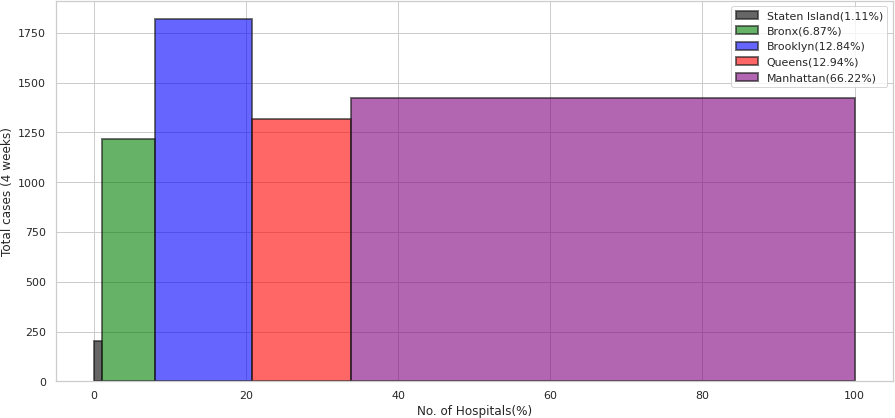 Total cases (4 weeks)
1750
1500
1250
1000
750
500
250
0
Staten Island(1.11%)
Bronx(6.87%)
Brooklyn(12.84%)
Queens(12.94%)
Manhattan(66.22%)
0 20 40 60 80 100
No. of Hospitals(%)